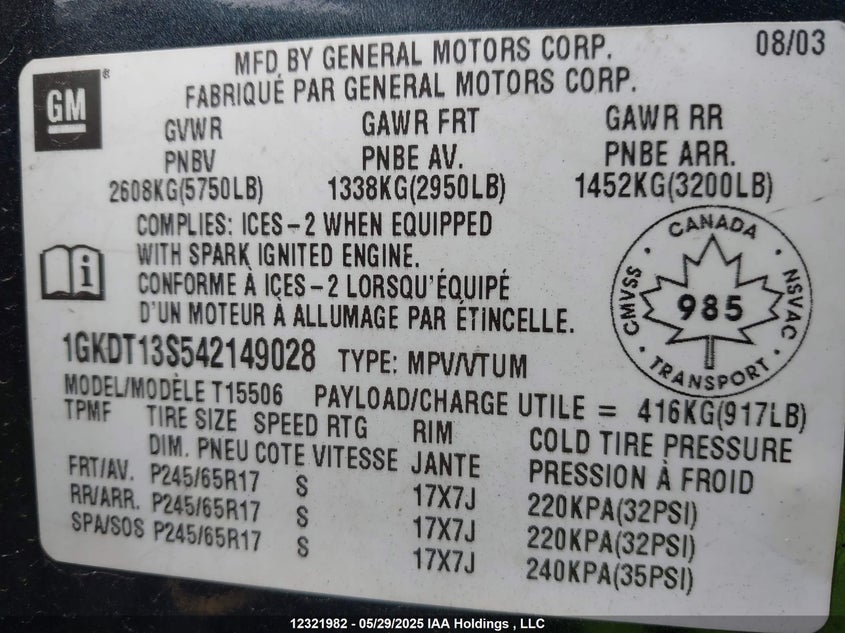 MFD BY GENERAL MOTORS CORP. 08/03
FABRIQUÉ PAR GENERAL MOTORS CORP.
GM ®
GVWR GAWR FRT GAWR RR
PNBV PNBE AV. PNBE ARR.
2608KG(5750LB) 1338KG(2950LB) 1452KG(3200LB)
COMPLIES: ICES-2 WHEN EQUIPPED
WITH SPARK IGNITED ENGINE.
CONFORME À ICES-2 LORSQU'ÉQUIPÉ
D'UN MOTEUR À ALLUMAGE PAR ÉTINCELLE.
CANADA
CMVSS 985 NSVAC
TRANSPORT
1GKDT13S542149028 TYPE: MPV/VTUM
MODEL/MODÈLE T15506 PAYLOAD/CHARGE UTILE = 416KG(917LB)
TPMF TIRE SIZE SPEED RTG RIM COLD TIRE PRESSURE
DIM. PNEU COTE VITESSE JANTE PRESSION À FROID
FRT/AV. P245/65R17 S 17X7J 220KPA(32PSI)
RR/ARR. P245/65R17 S 17X7J 220KPA(32PSI)
SPA/SOS P245/65R17 S 17X7J 240KPA(35PSI)
12321982 - 05/29/2025 IAA Holdings , LLC